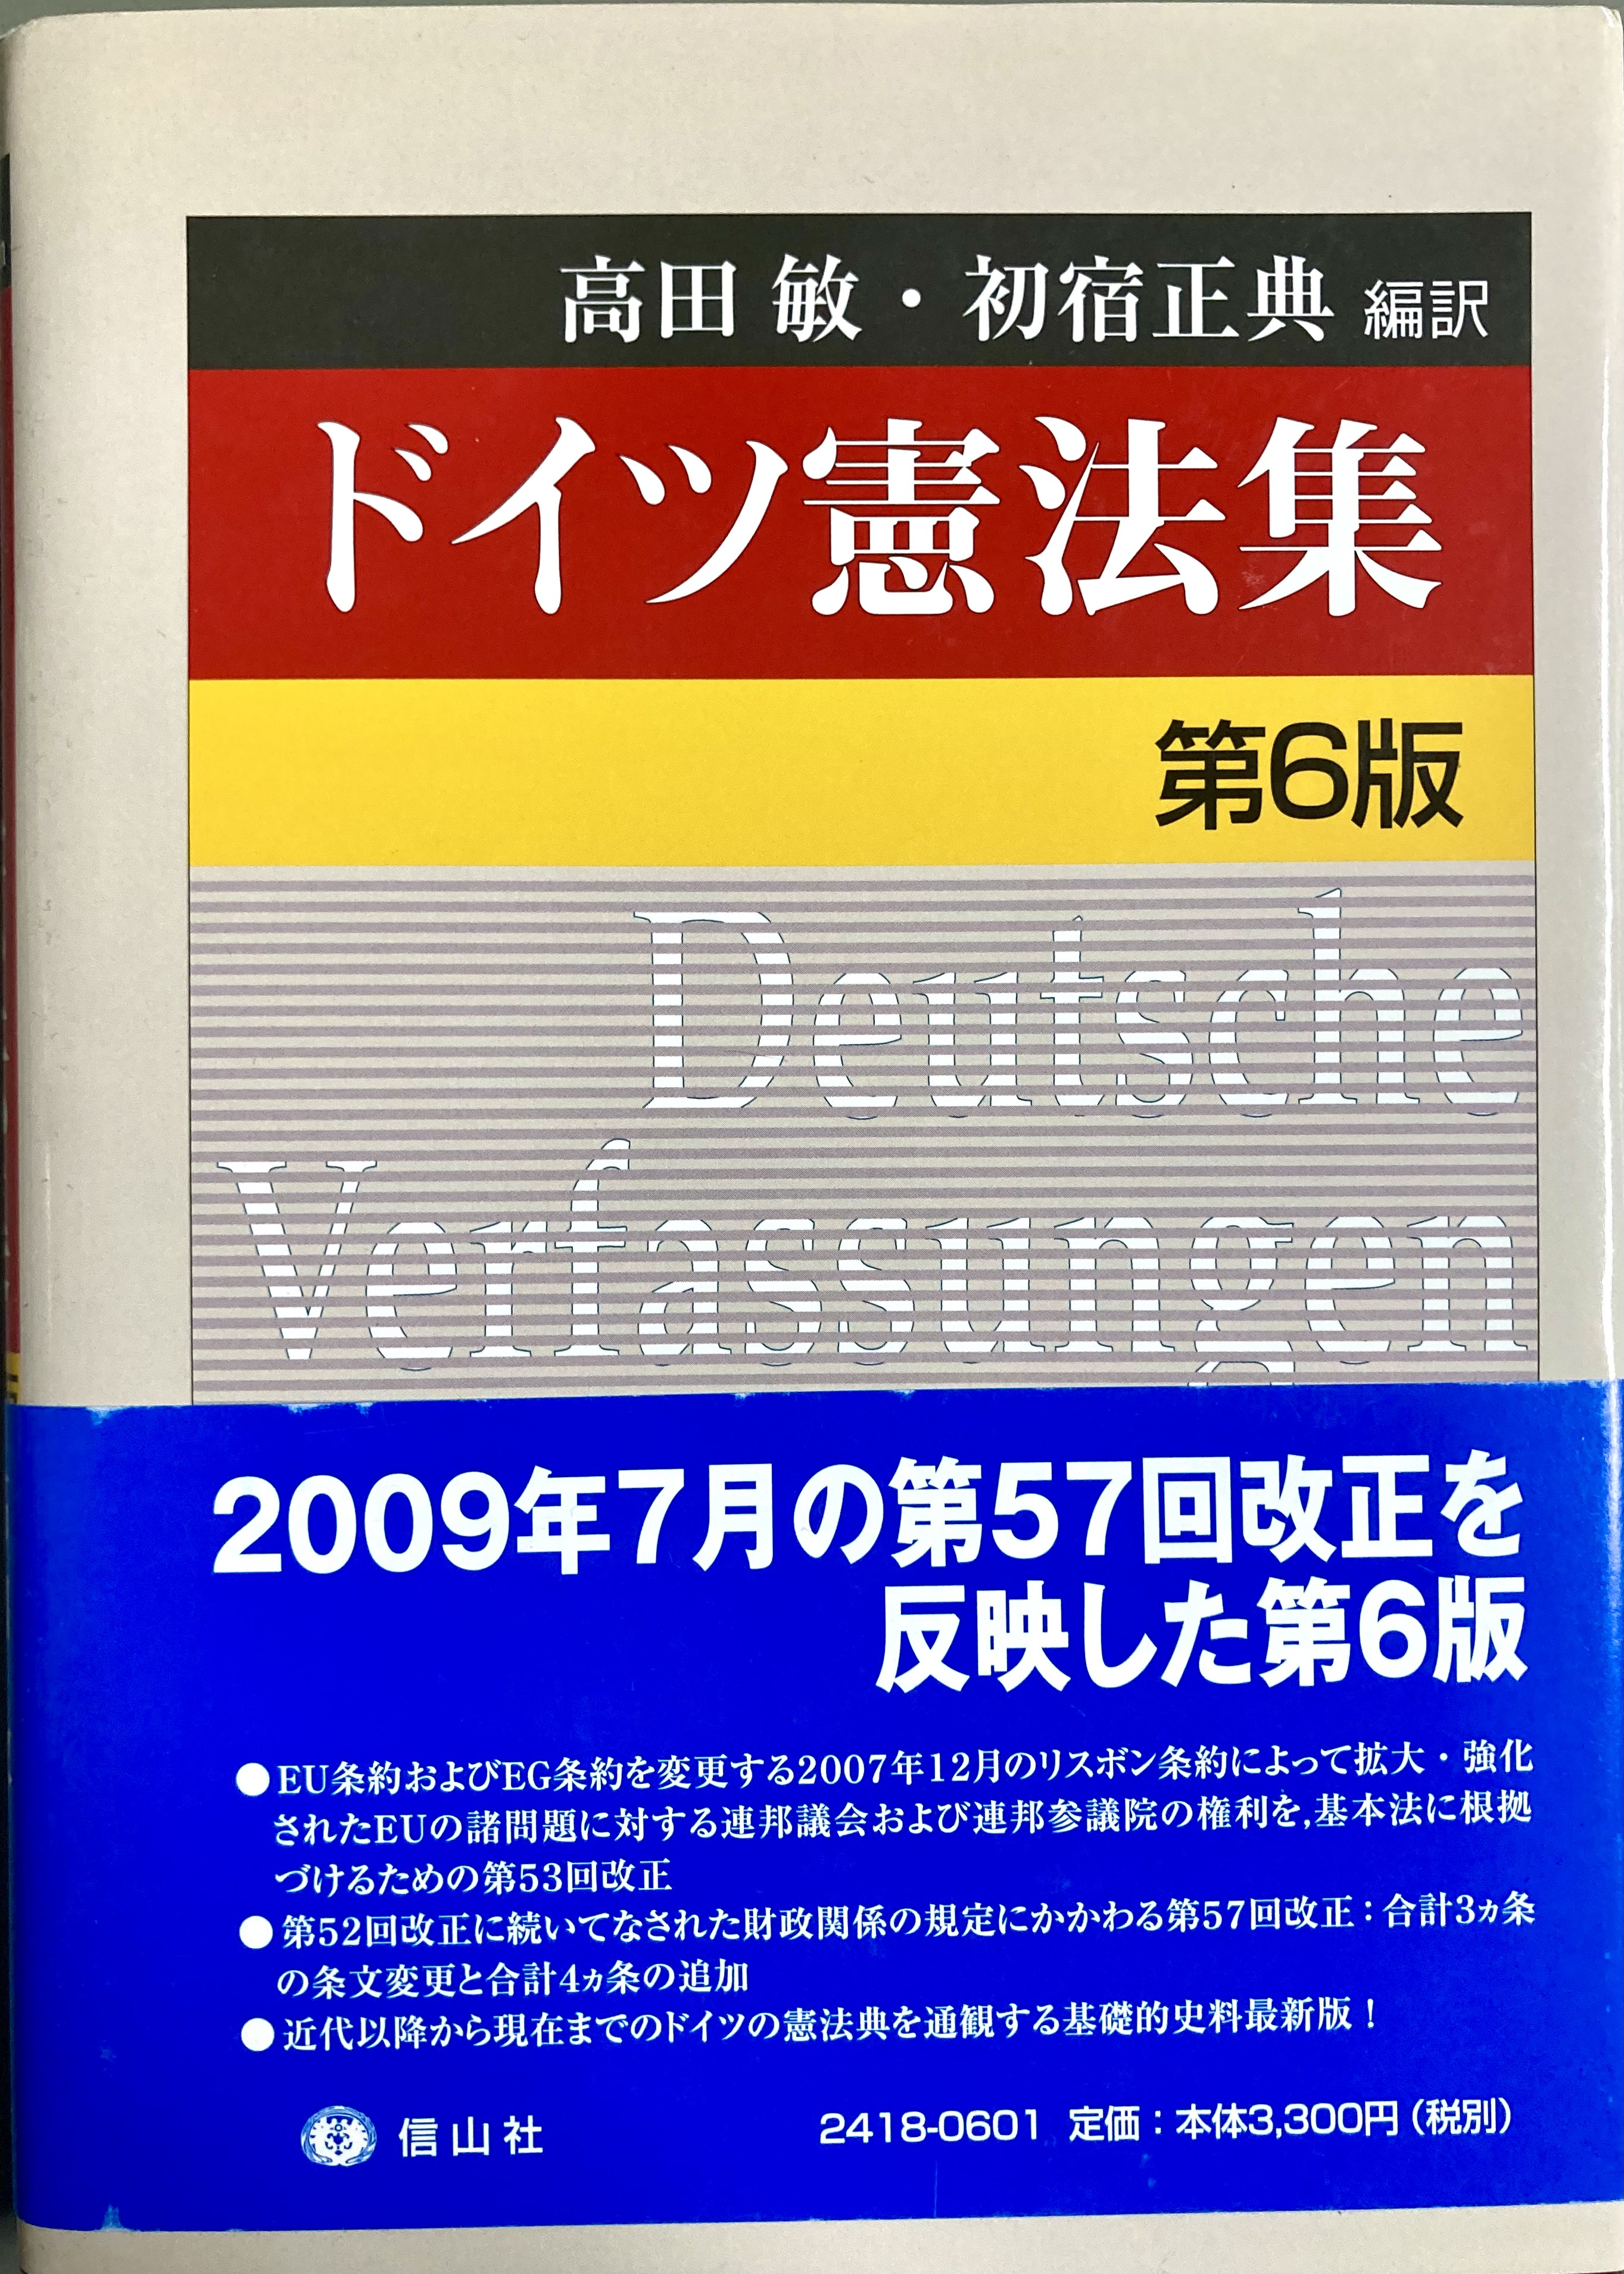 高田 敏・初宿正典 編訳
ドイツ憲法集
第6版
Deutsche
Verfassungen
2009年7月の第57回改正を
反映した第6版
●EU条約およびEG条約を変更する2007年12月のリスボン条約によって拡大・強化
されたEUの諸問題に対する連邦議会および連邦参議院の権利を,基本法に根拠
づけるための第53回改正
●第52回改正に続いてなされた財政関係の規定にかかわる第57回改正：合計3ヵ条
の条文変更と合計4ヵ条の追加
●近代以降から現在までのドイツの憲法典を通観する基礎的史料最新版！
信山社
2418-0601 定価：本体3,300円（税別）